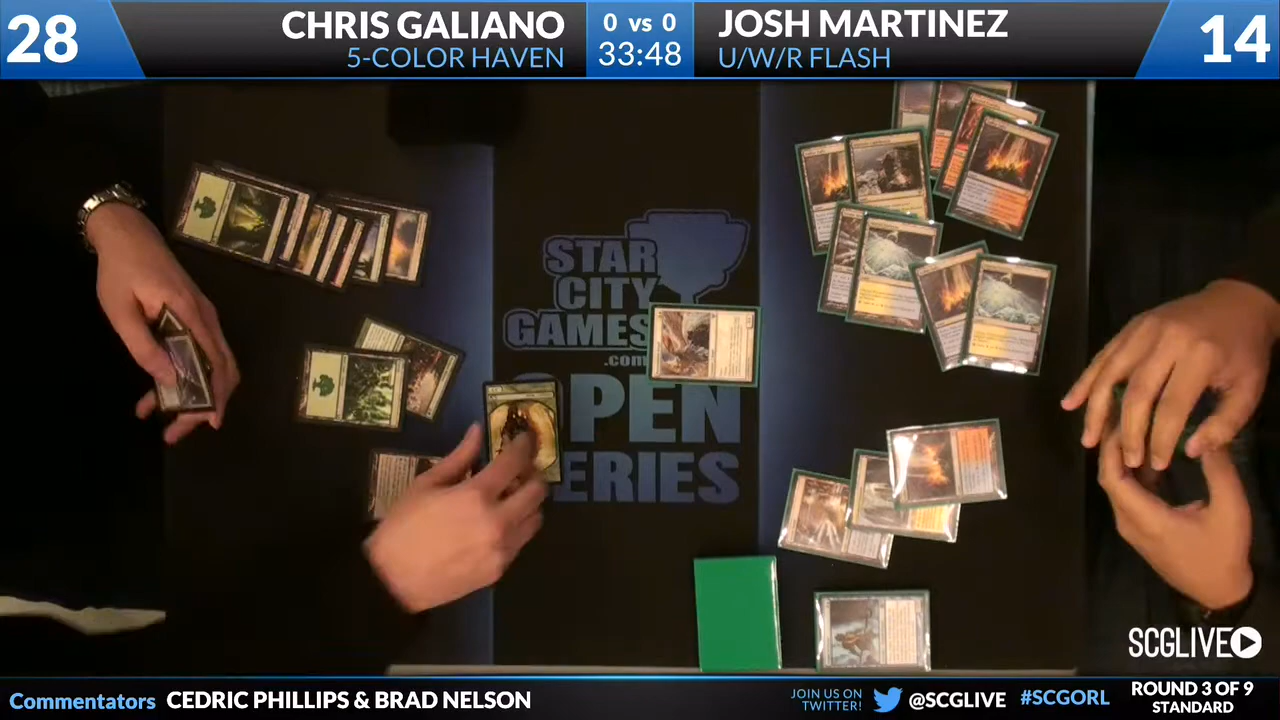 28
CHRIS GALIANO
5-COLOR HAVEN
0 vs 0
33:48
JOSH MARTINEZ
U/W/R FLASH
14
STAR
CITY
GAMES
.com
OPEN
SERIES
SCGLIVE
Commentators CEDRIC PHILLIPS & BRAD NELSON
JOIN US ON
TWITTER!
@SCGLIVE
#SCGORL
ROUND 3 OF 9
STANDARD